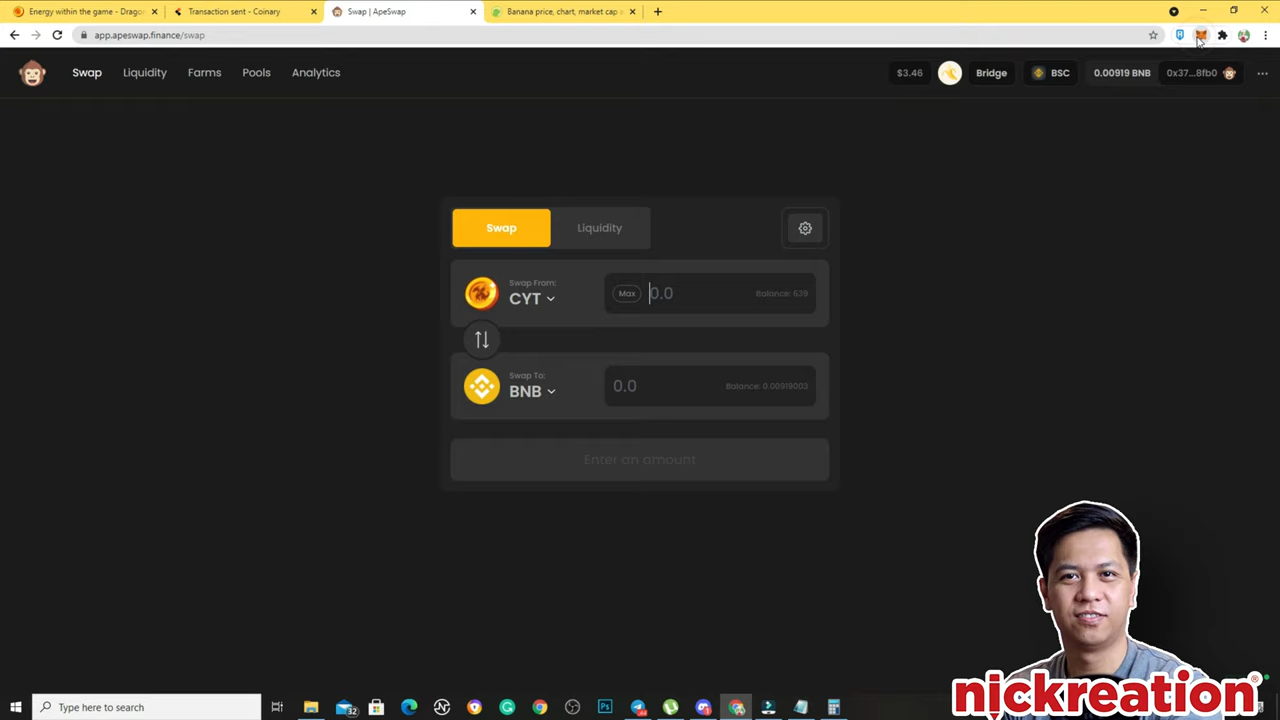 Energy within the game - Drago
Transaction sent - Coinary
Swap | ApeSwap
Banana price, chart, market cap
app.apeswap.finance/swap
Swap
Liquidity
Farms
Pools
Analytics
$3.46
Bridge
BSC
0.00919 BNB
0x37...8fb0
Swap
Liquidity
Swap From:
CYT
Max
0.0
Balance: 639
Swap To:
BNB
0.0
Balance: 0.00919003
Enter an amount
Type here to search
32
Ps
nickreation®